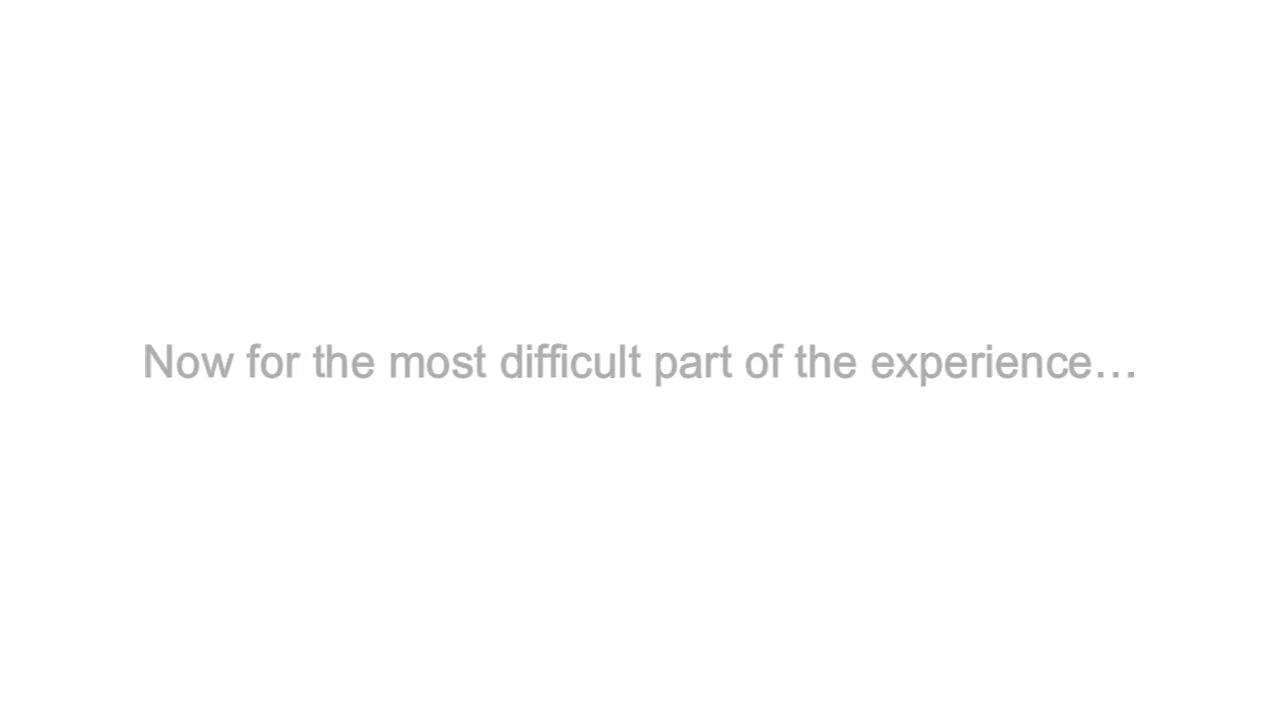 Now for the most difficult part of the experience…